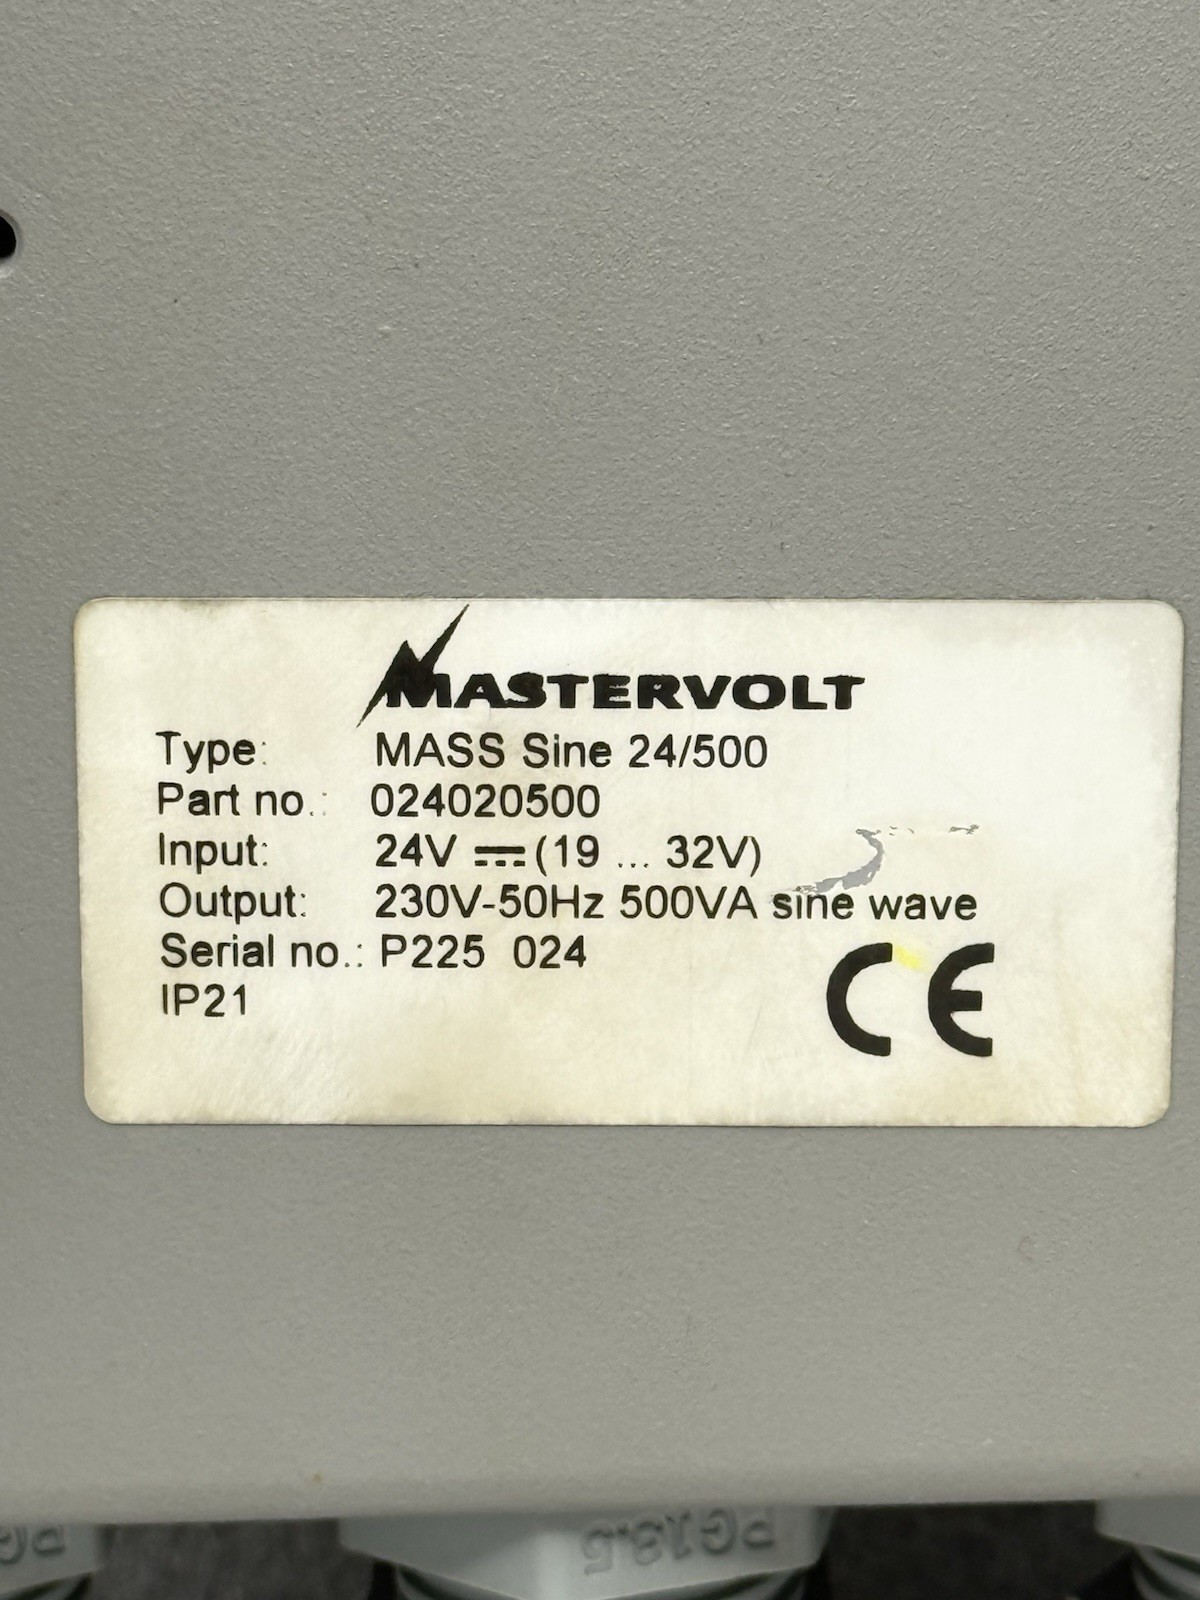 MASTERVOLT
Type: MASS Sine 24/500
Part no.: 024020500
Input: 24V ⎓ (19 ... 32V)
Output: 230V-50Hz 500VA sine wave
Serial no.: P225 024
IP21
CE
PG PG13.5